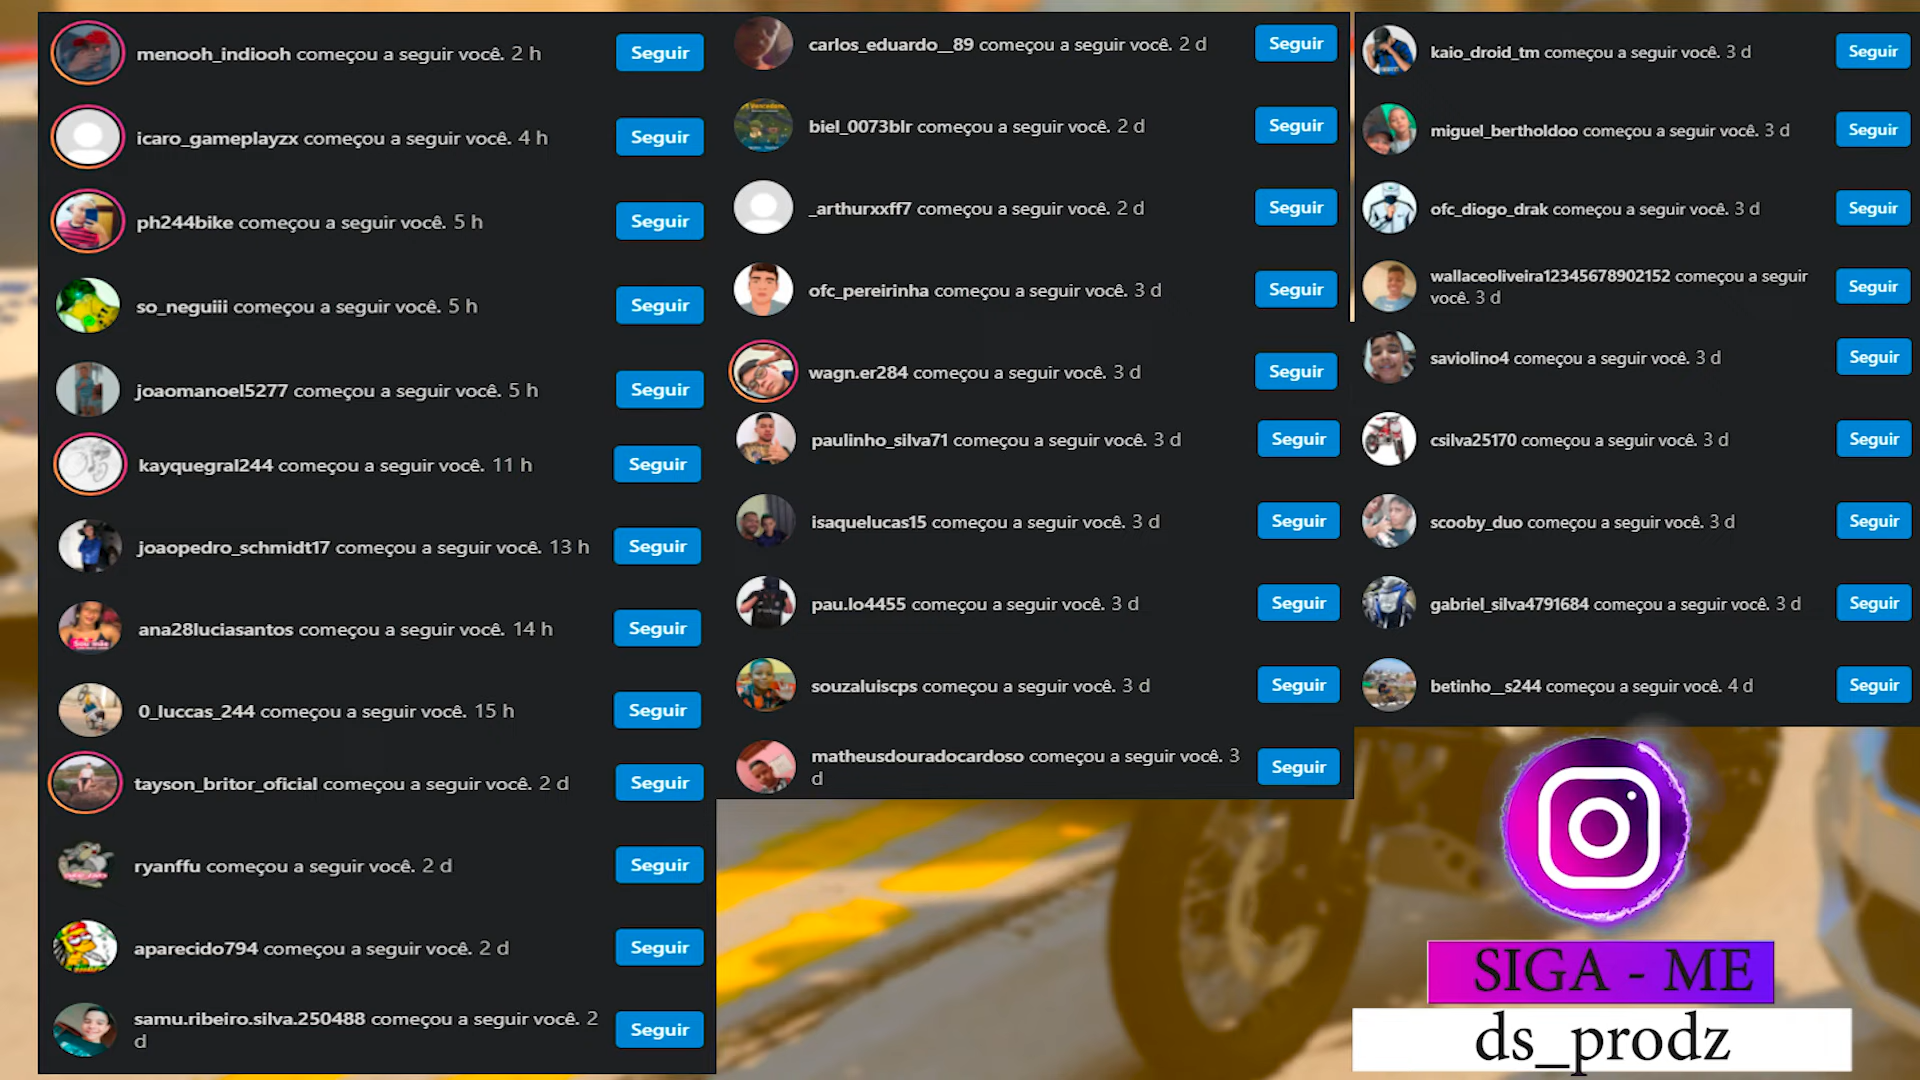 menooh_indiooh começou a seguir você. 2 h
Seguir
icaro_gameplayzx começou a seguir você. 4 h
Seguir
ph244bike começou a seguir você. 5 h
Seguir
so_neguiii começou a seguir você. 5 h
Seguir
joaomanoel5277 começou a seguir você. 5 h
Seguir
kayquegral244 começou a seguir você. 11 h
Seguir
joaopedro_schmidt17 começou a seguir você. 13 h
Seguir
ana28luciasantos começou a seguir você. 14 h
Seguir
0_luccas_244 começou a seguir você. 15 h
Seguir
tayson_britor_oficial começou a seguir você. 2 d
Seguir
ryanffu começou a seguir você. 2 d
Seguir
aparecido794 começou a seguir você. 2 d
Seguir
samu.ribeiro.silva.250488 começou a seguir você. 2
d
Seguir
carlos_eduardo__89 começou a seguir você. 2 d
Seguir
biel_0073blr começou a seguir você. 2 d
Seguir
_arthurxxff7 começou a seguir você. 2 d
Seguir
ofc_pereirinha começou a seguir você. 3 d
Seguir
wagn.er284 começou a seguir você. 3 d
Seguir
paulinho_silva71 começou a seguir você. 3 d
Seguir
isaquelucas15 começou a seguir você. 3 d
Seguir
pau.lo4455 começou a seguir você. 3 d
Seguir
souzaluiscps começou a seguir você. 3 d
Seguir
matheusdouradocardoso começou a seguir você. 3
d
Seguir
kaio_droid_tm começou a seguir você. 3 d
Seguir
miguel_bertholdoo começou a seguir você. 3 d
Seguir
ofc_diogo_drak começou a seguir você. 3 d
Seguir
wallaceoliveira12345678902152 começou a seguir
você. 3 d
Seguir
saviolino4 começou a seguir você. 3 d
Seguir
csilva25170 começou a seguir você. 3 d
Seguir
scooby_duo começou a seguir você. 3 d
Seguir
gabriel_silva4791684 começou a seguir você. 3 d
Seguir
betinho__s244 começou a seguir você. 4 d
Seguir
SIGA - ME
ds_prodz